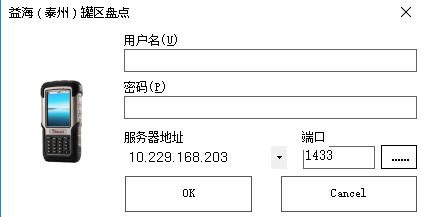 益海（泰州）罐区盘点
用户名(U)
密码(P)
服务器地址 端口
10.229.168.203 1433 ......
OK Cancel